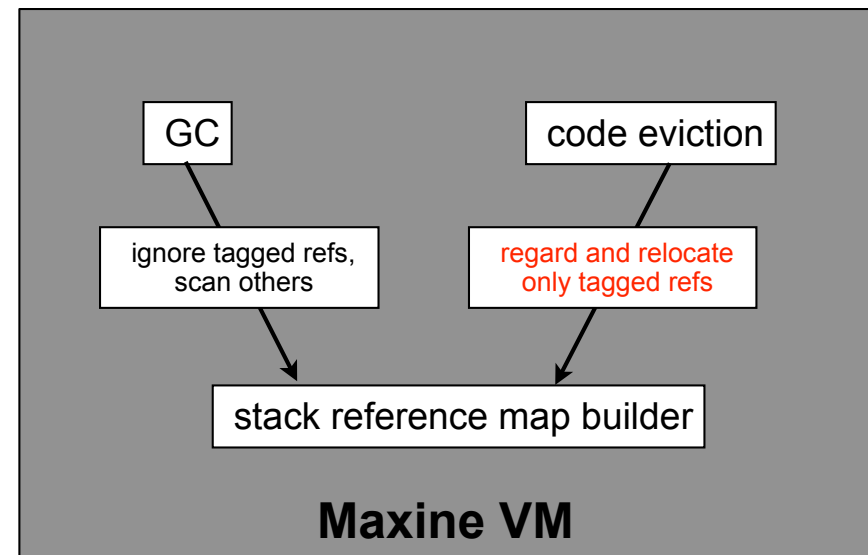 GC
code eviction
ignore tagged refs,
scan others
regard and relocate
only tagged refs
stack reference map builder
Maxine VM